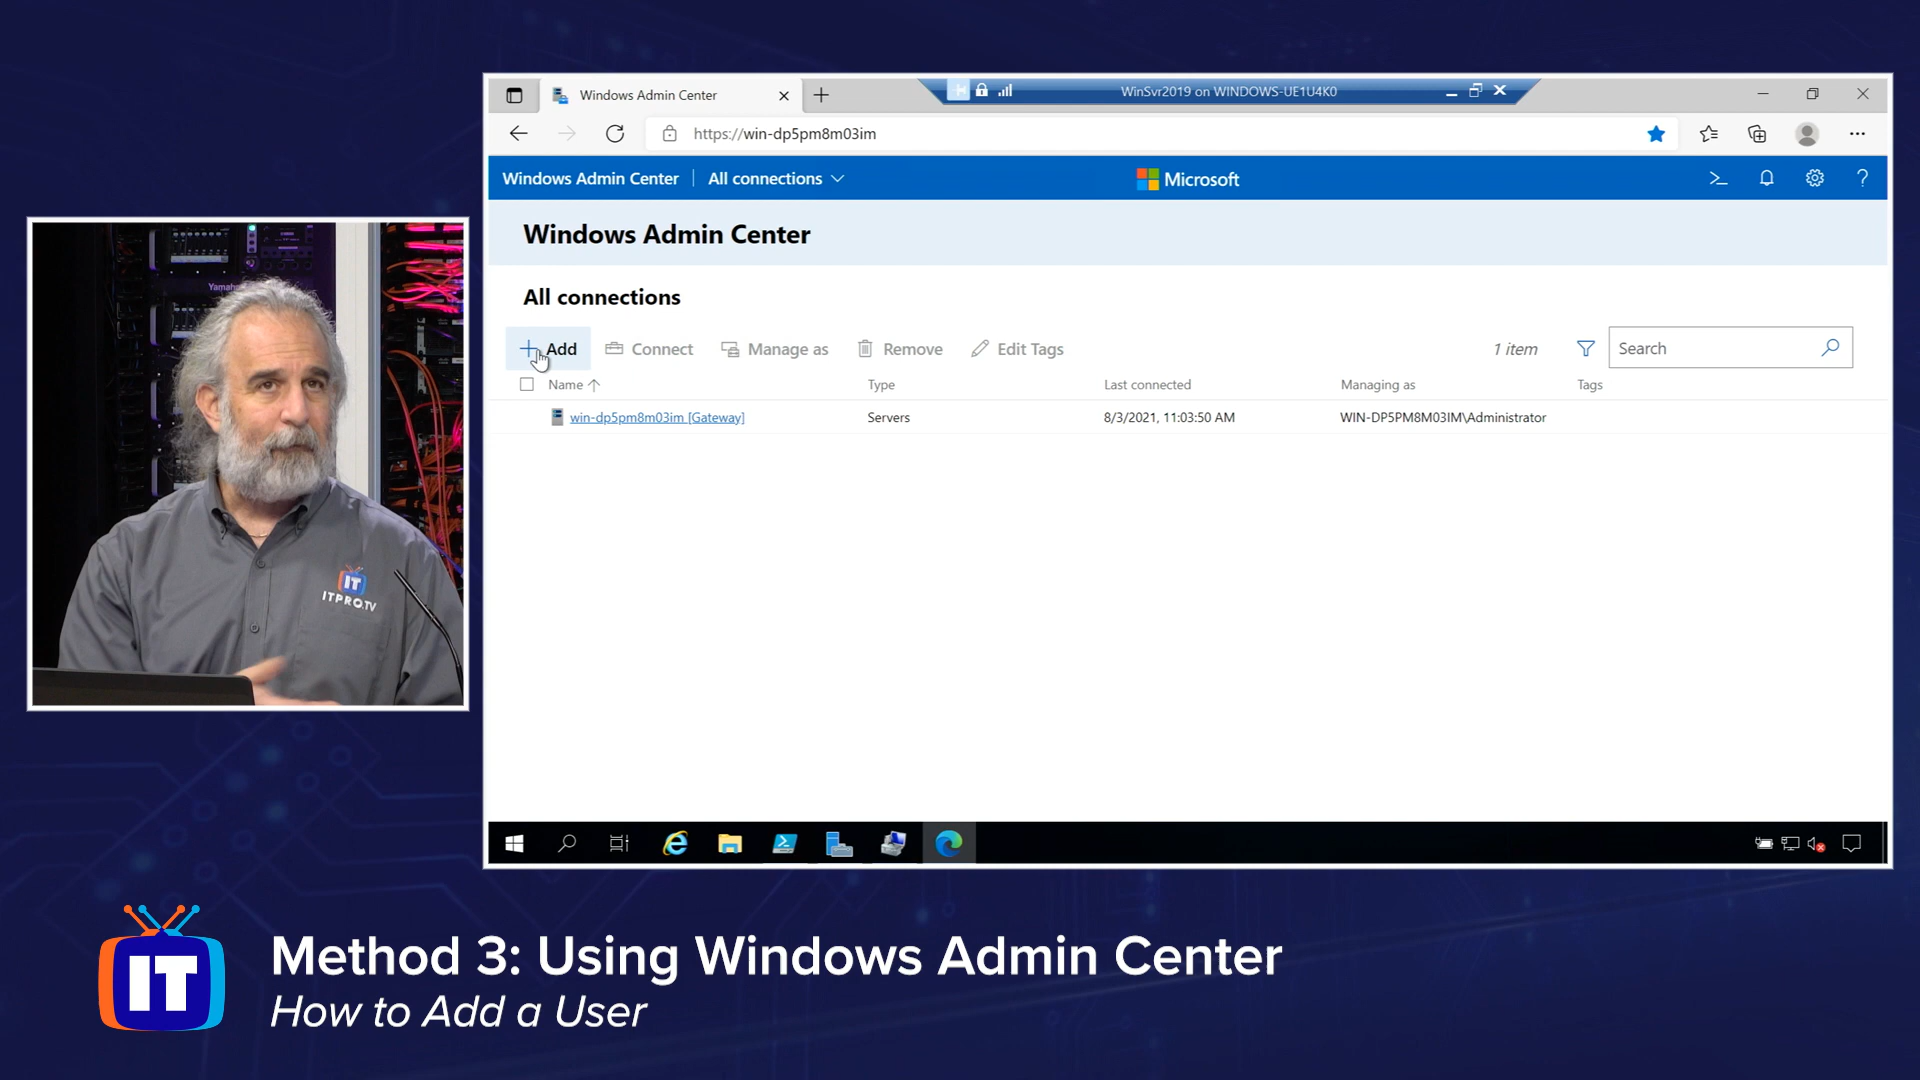 Windows Admin Center
WinSvr2019 on WINDOWS-UE1U4K0
https://win-dp5pm8m03im
Windows Admin Center
All connections
Microsoft
Windows Admin Center
All connections
Add
Connect
Manage as
Remove
Edit Tags
1 item
Search
Name
Type
Last connected
Managing as
Tags
win-dp5pm8m03im [Gateway]
Servers
8/3/2021, 11:03:50 AM
WIN-DP5PM8M03IM\Administrator
IT
ITPRO.TV
IT
Method 3: Using Windows Admin Center
How to Add a User